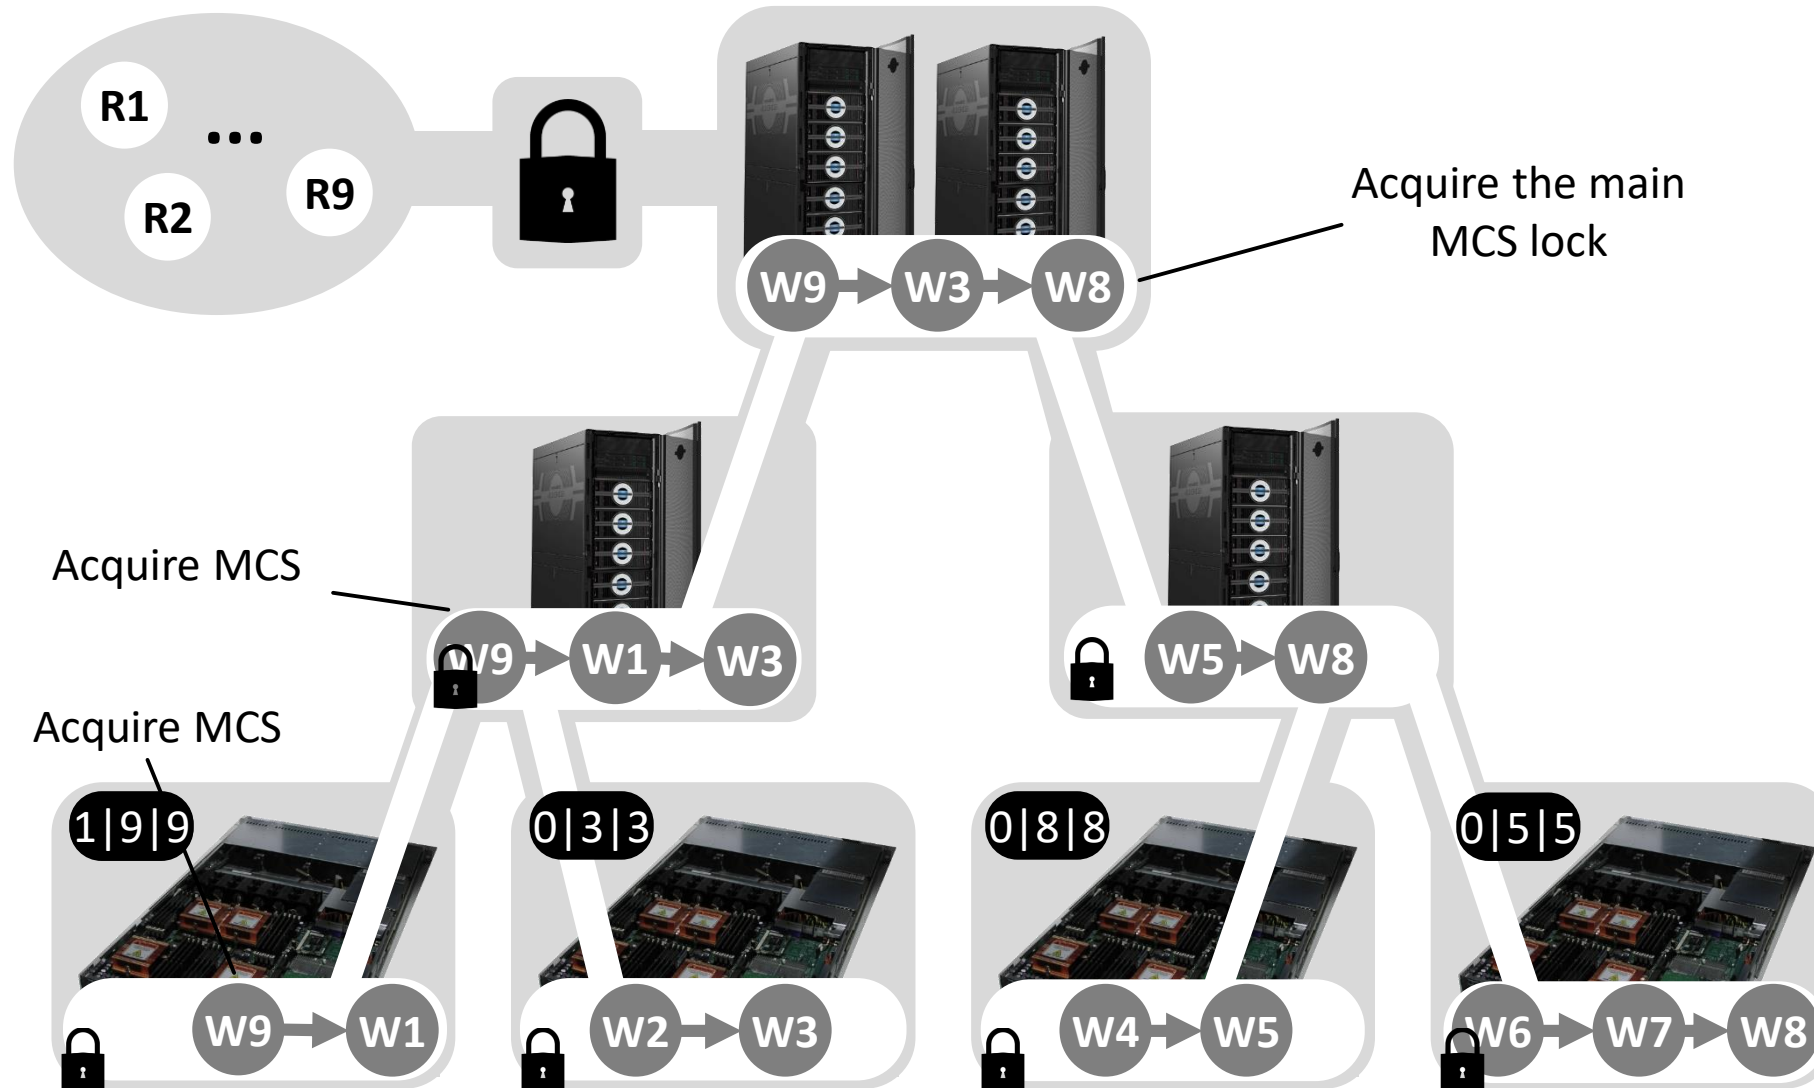 R1
...
R2
R9
Acquire the main
MCS lock
W9 W3 W8
Acquire MCS
W9 W1 W3
W5 W8
Acquire MCS
1|9|9
0|3|3
0|8|8
0|5|5
W9 W1
W2 W3
W4 W5
W6 W7 W8